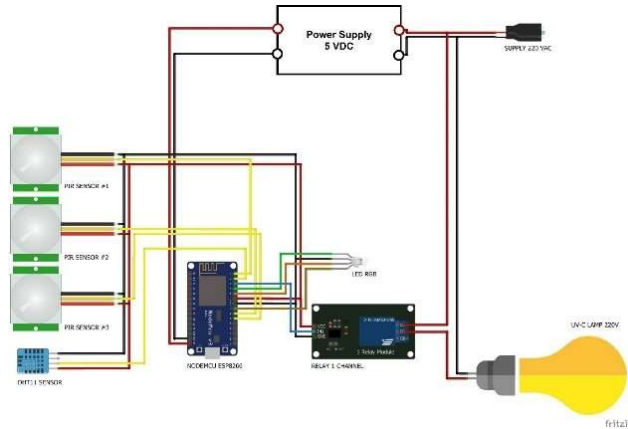 Power Supply
5 VDC
SUPPLY 220 VAC
PIR SENSOR #1
PIR SENSOR #2
PIR SENSOR #3
LED RGB
UV-C LAMP 220V
NODEMCU ESP8266
1 Relay Module
RELAY 1 CHANNEL
DHT11 SENSOR
fritzi